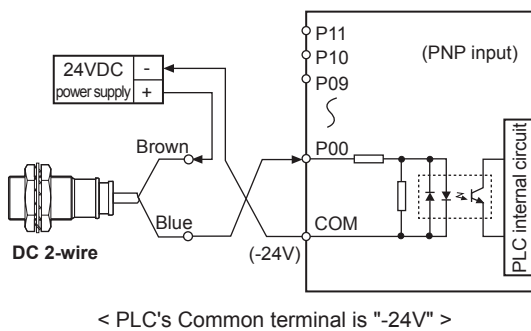 P11
P10
(PNP input)
P09
24VDC -
power supply +
Brown
P00
Blue
COM
(-24V)
DC 2-wire
PLC internal circuit
< PLC's Common terminal is "-24V" >